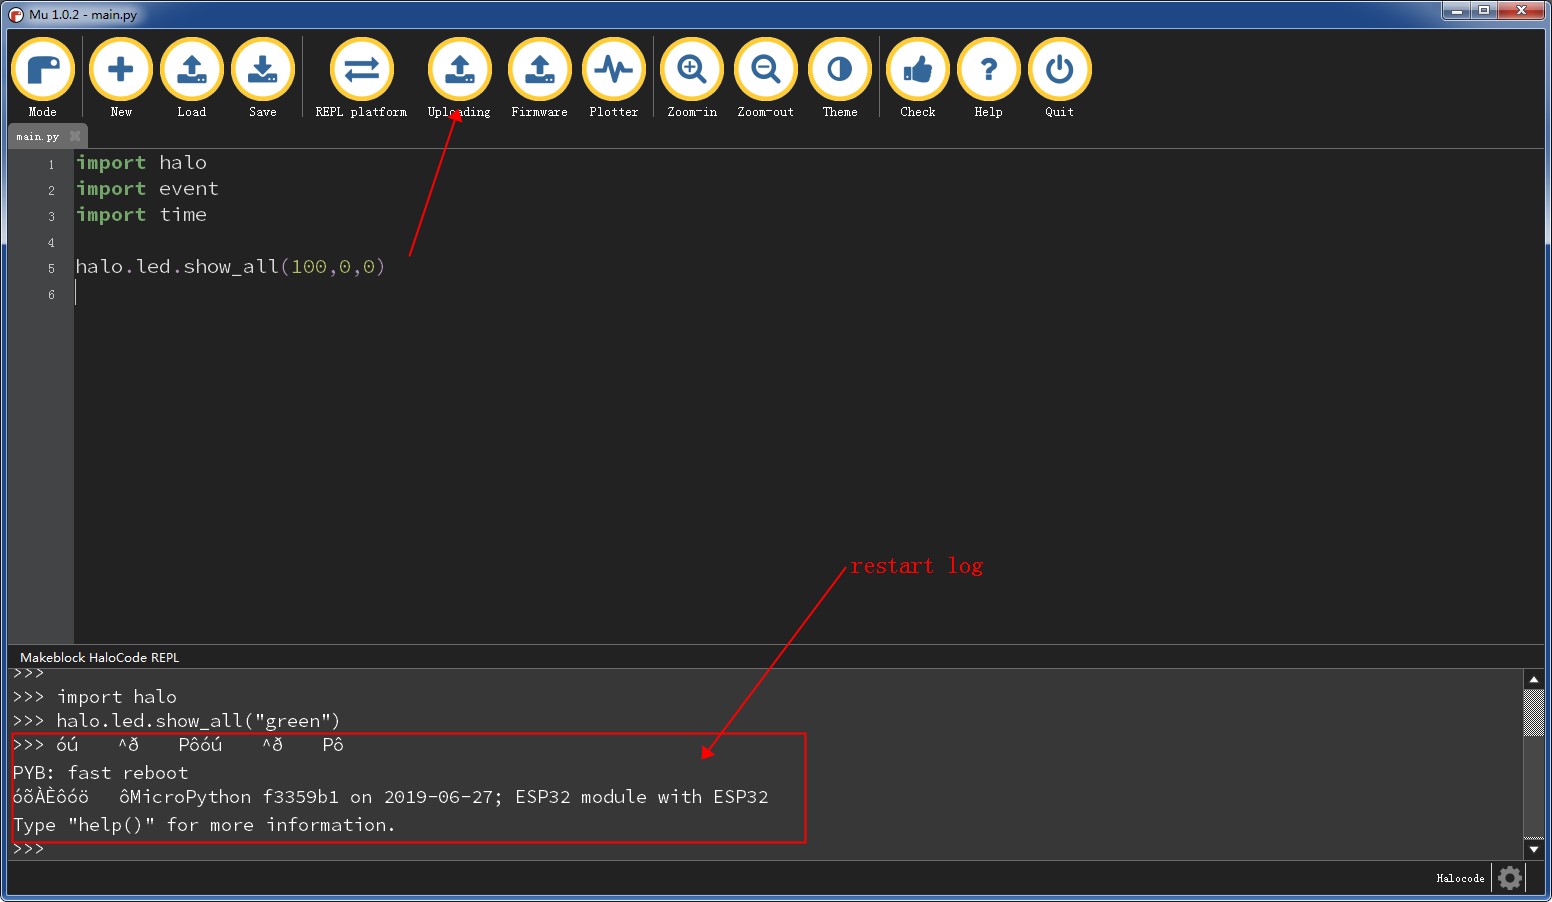 Mu 1.0.2 - main.py
Mode New Load Save REPL platform Uploading Firmware Plotter Zoom-in Zoom-out Theme Check Help Quit
main.py
1 import halo
2 import event
3 import time
4
5 halo.led.show_all(100,0,0)
6
restart log
Makeblock HaloCode REPL
>>>
>>> import halo
>>> halo.led.show_all("green")
>>> óú ^ð Pôóú ^ð Pô
PYB: fast reboot
óõÀÈôóö ôMicroPython f3359b1 on 2019-06-27; ESP32 module with ESP32
Type "help()" for more information.
>>>
Halocode